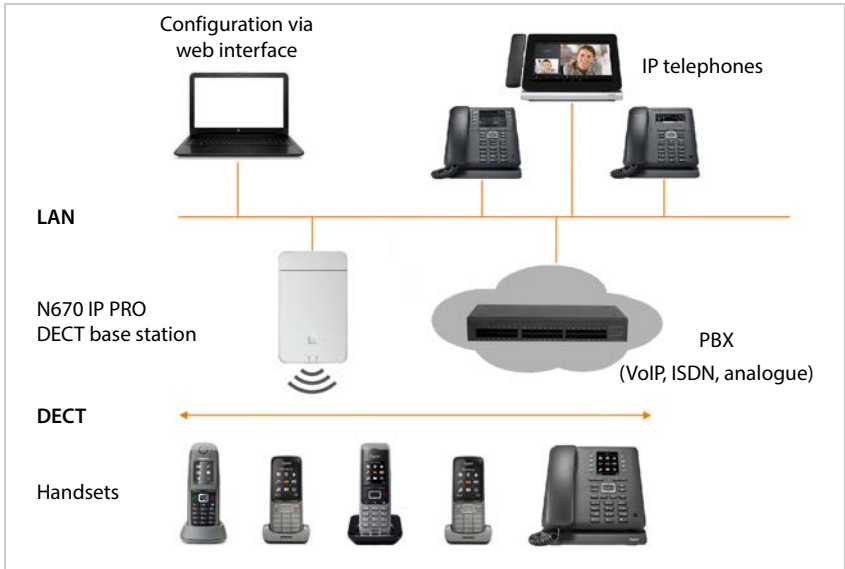 Configuration via
web interface
IP telephones
LAN
N670 IP PRO
DECT base station
PBX
(VoIP, ISDN, analogue)
DECT
Handsets